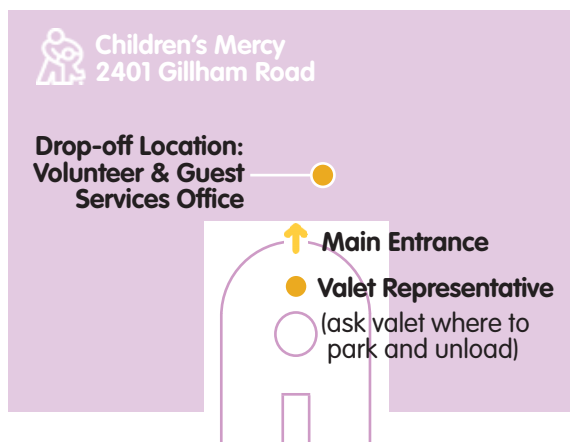 Children's Mercy
2401 Gillham Road
Drop-off Location:
Volunteer & Guest
Services Office
Main Entrance
Valet Representative
(ask valet where to
park and unload)